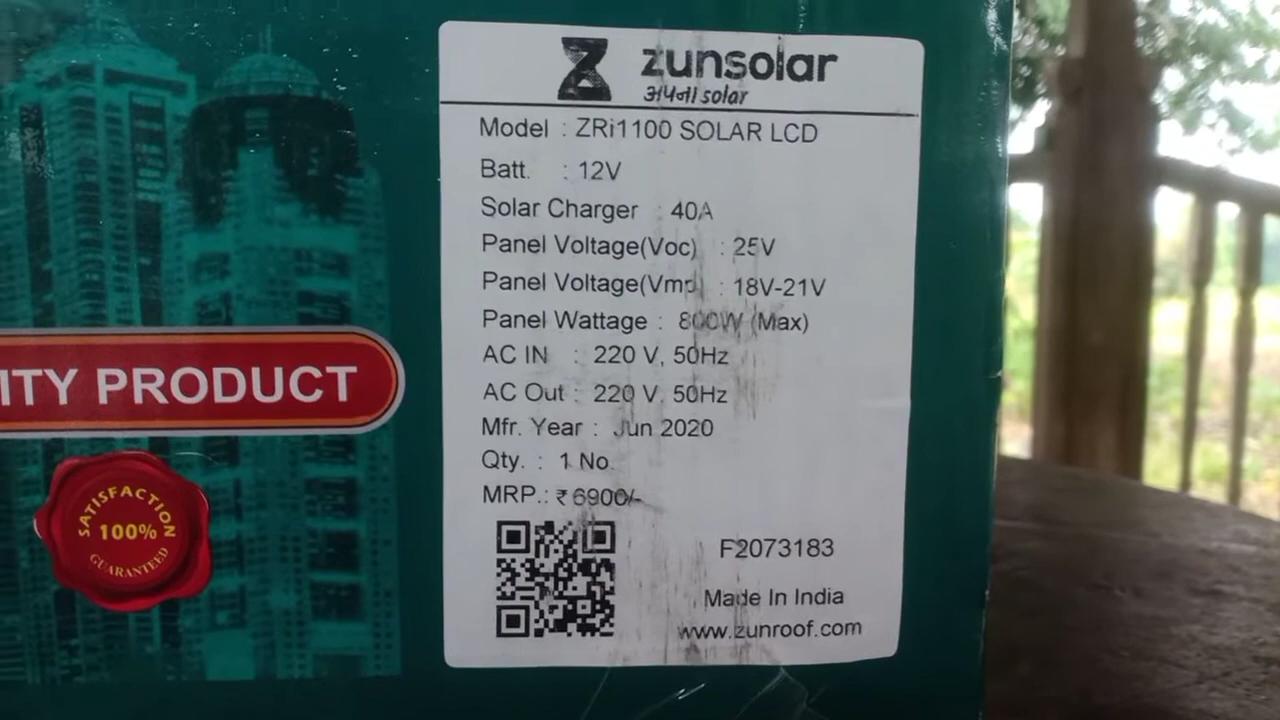 zunsolar
अपना solar
Model : ZRi1100 SOLAR LCD
Batt. : 12V
Solar Charger : 40A
Panel Voltage(Voc) : 25V
Panel Voltage(Vmp) : 18V-21V
Panel Wattage : 800W (Max)
AC IN : 220 V, 50Hz
AC Out : 220 V, 50Hz
Mfr. Year : Jun 2020
Qty. : 1 No.
MRP.: ₹ 6900/-
F2073183
Made In India
www.zunroof.com
ITY PRODUCT
SATISFACTION
100%
GUARANTEED